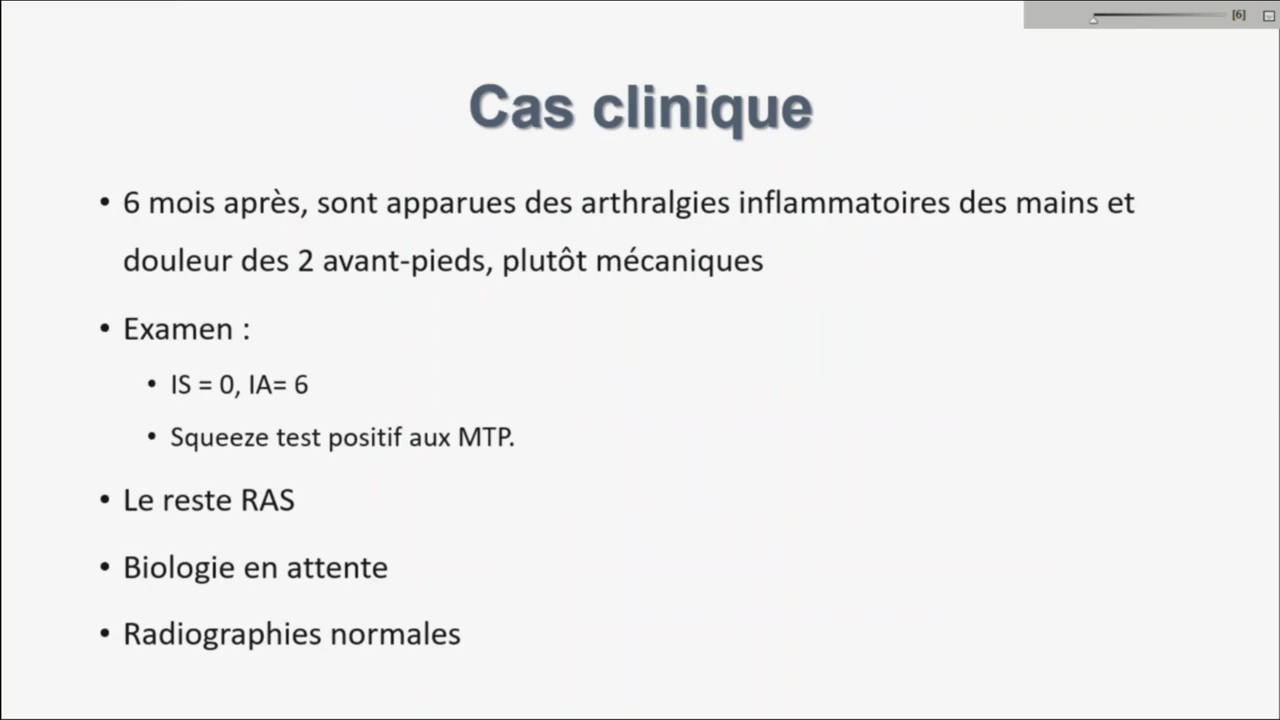 [6]
Cas clinique
• 6 mois après, sont apparues des arthralgies inflammatoires des mains et
douleur des 2 avant-pieds, plutôt mécaniques
• Examen :
• IS = 0, IA= 6
• Squeeze test positif aux MTP.
• Le reste RAS
• Biologie en attente
• Radiographies normales